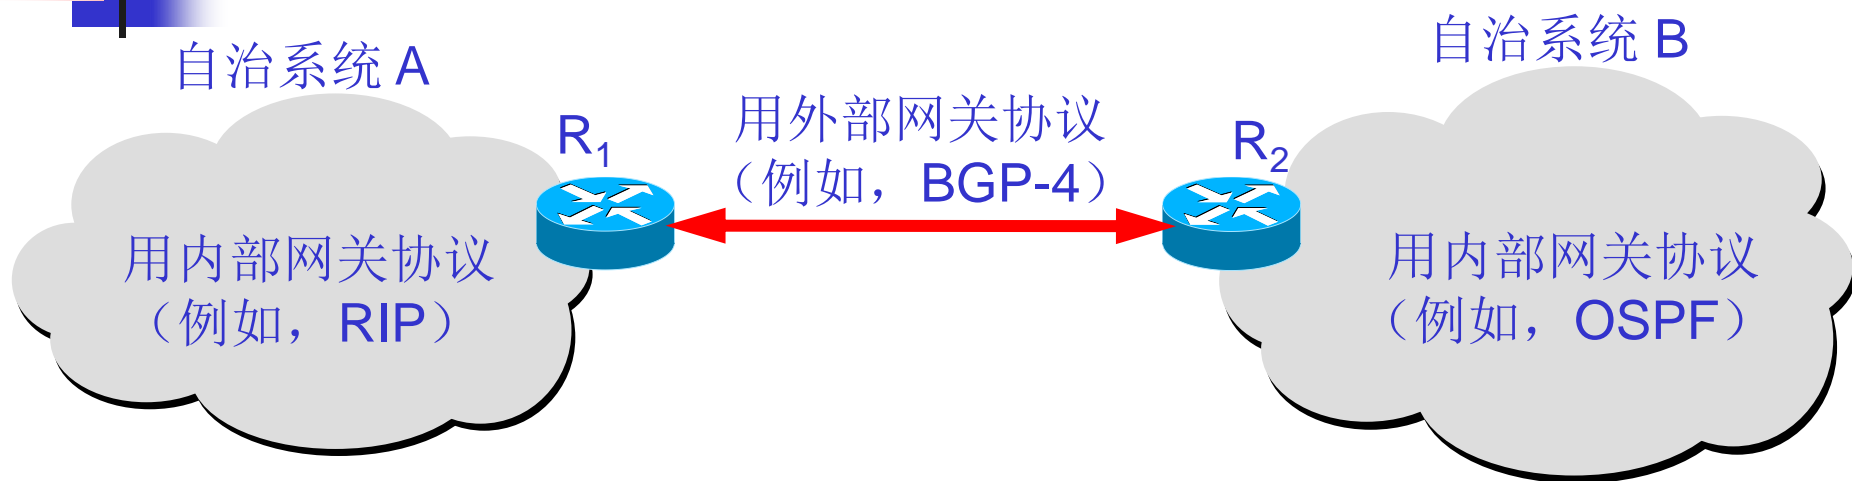 自治系统 A
自治系统 B
R1
用外部网关协议
（例如，BGP-4）
R2
用内部网关协议
（例如，RIP）
用内部网关协议
（例如，OSPF）